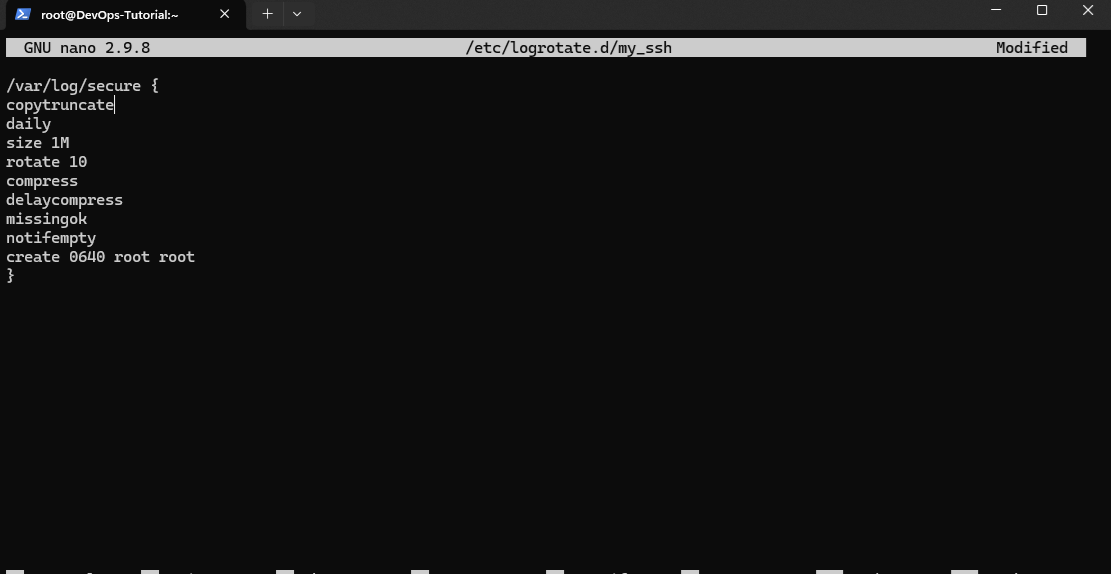 root@DevOps-Tutorial:~
GNU nano 2.9.8 /etc/logrotate.d/my_ssh Modified
/var/log/secure {
copytruncate
daily
size 1M
rotate 10
compress
delaycompress
missingok
notifempty
create 0640 root root
}